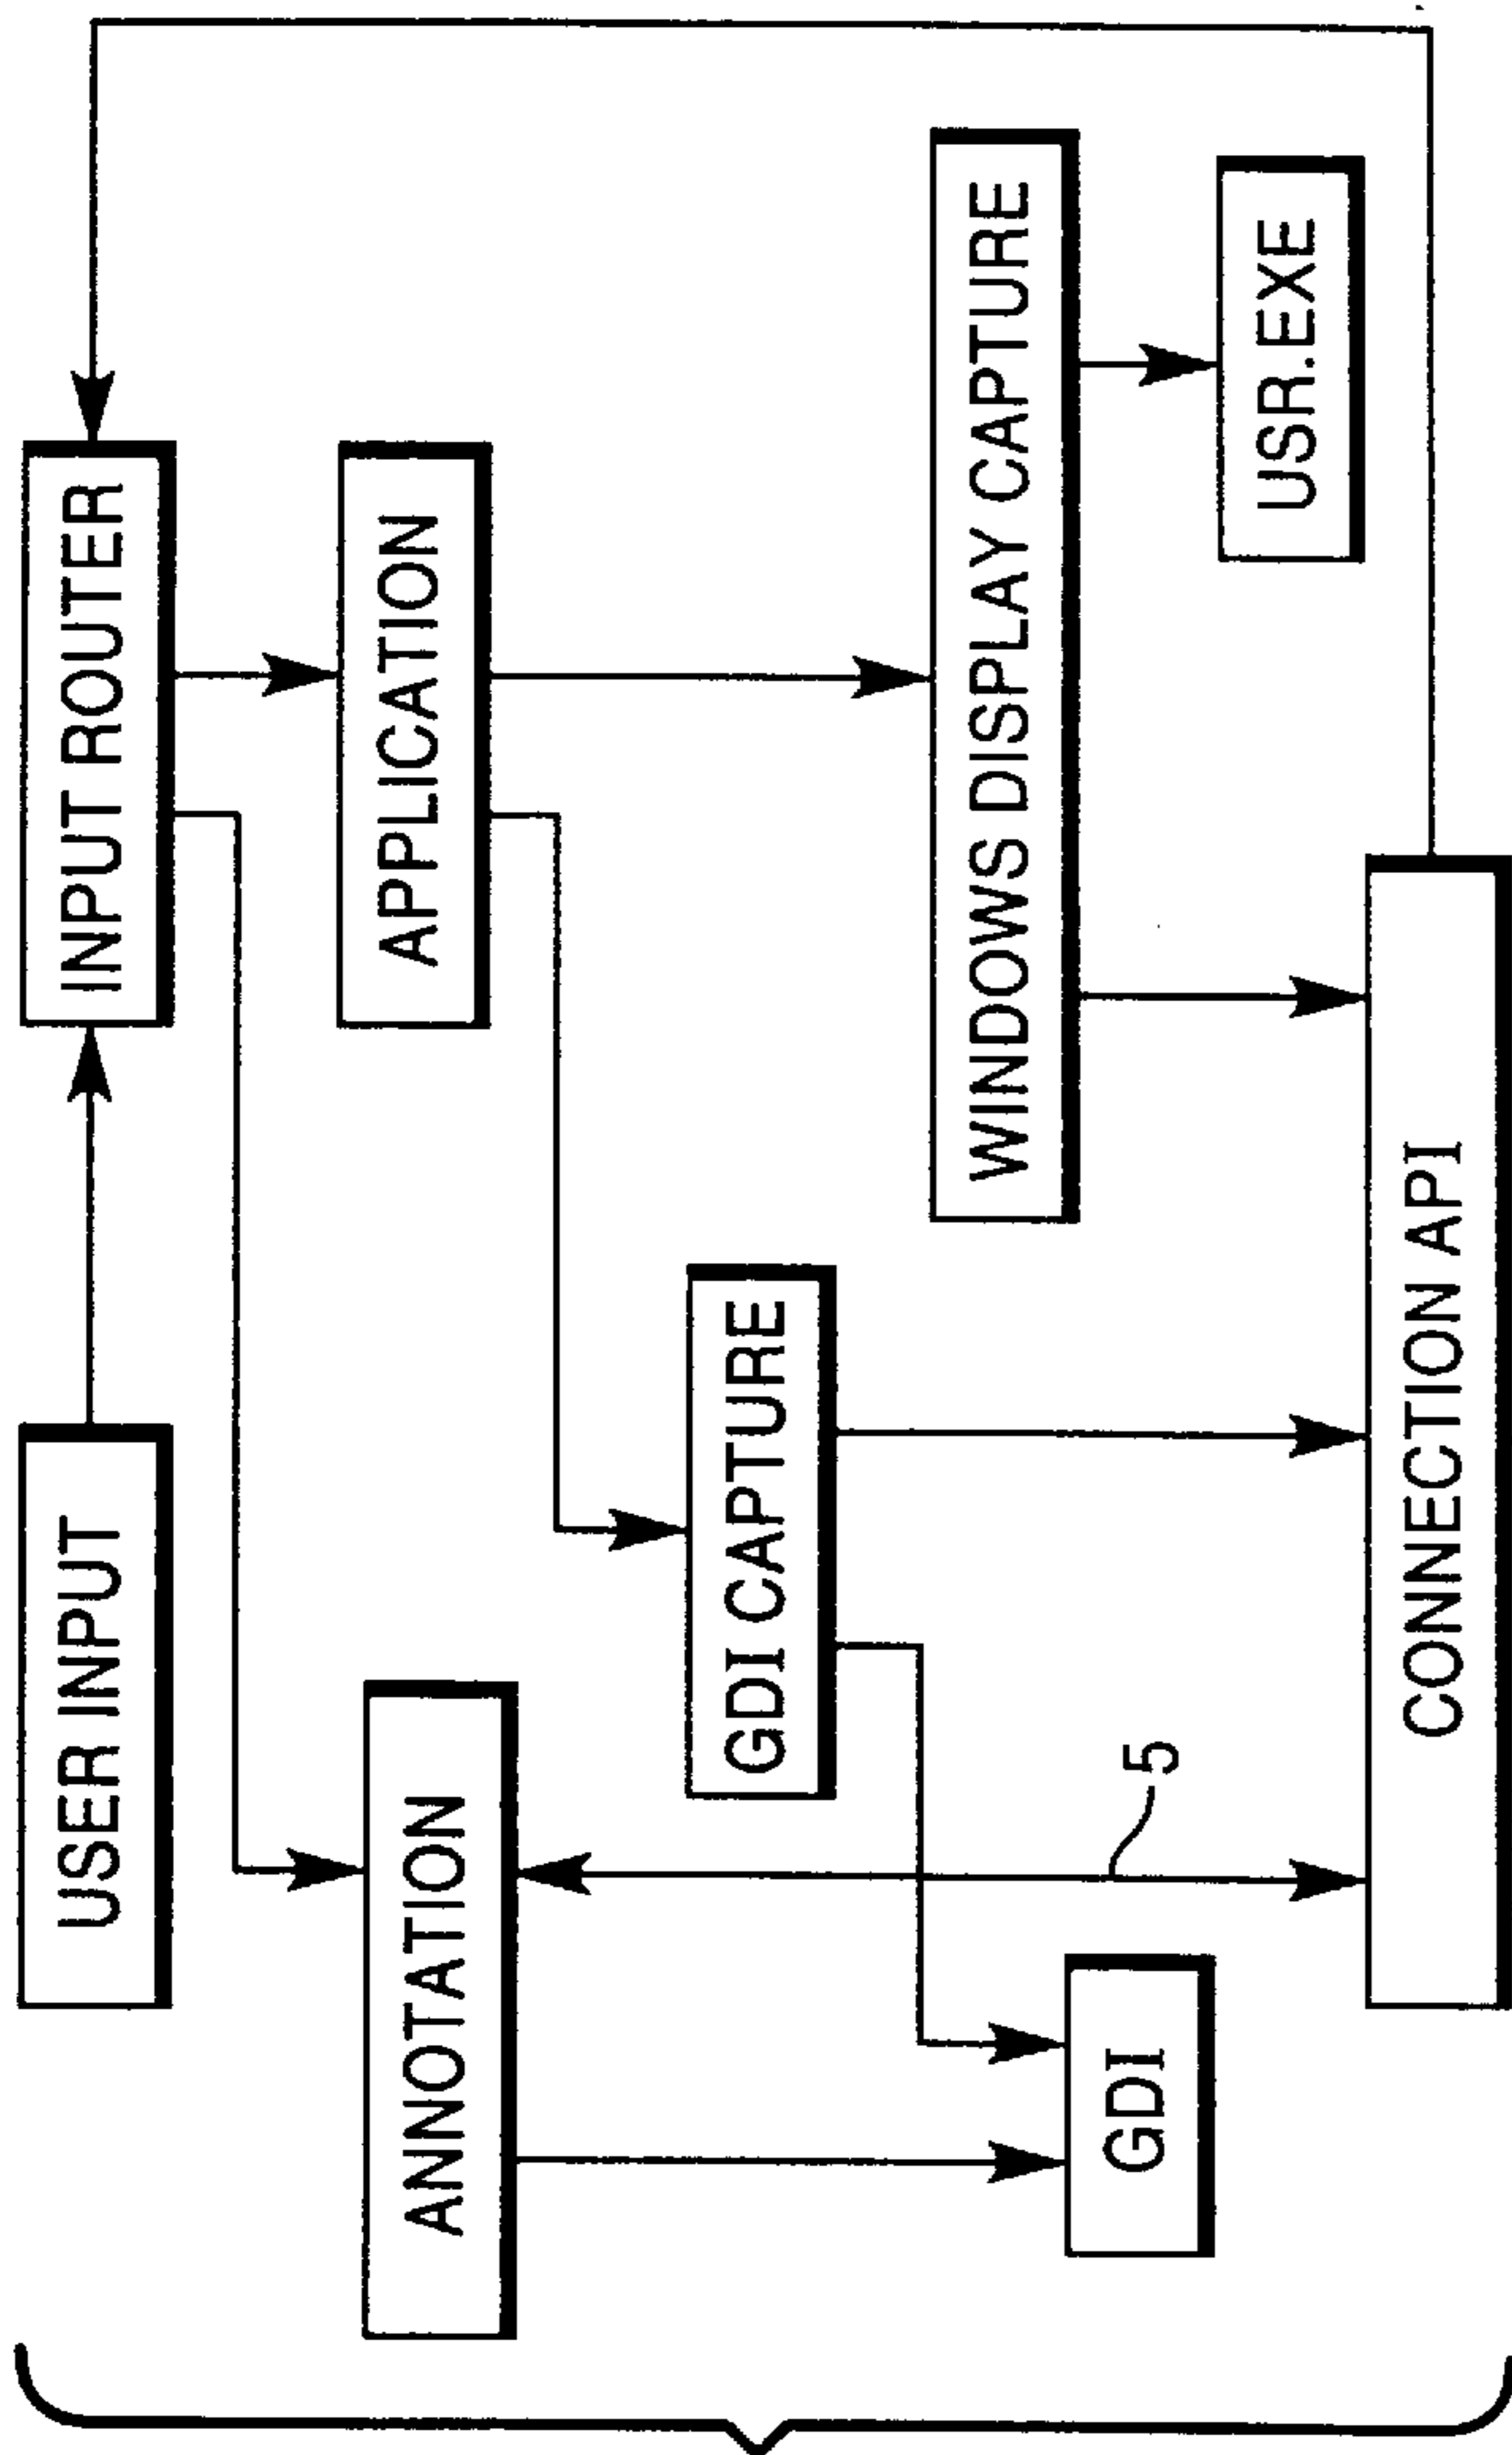 USER INPUT
INPUT ROUTER
ANNOTATION
APPLICATION
GDI CAPTURE
WINDOWS DISPLAY CAPTURE
GDI
5
USR.EXE
CONNECTION API